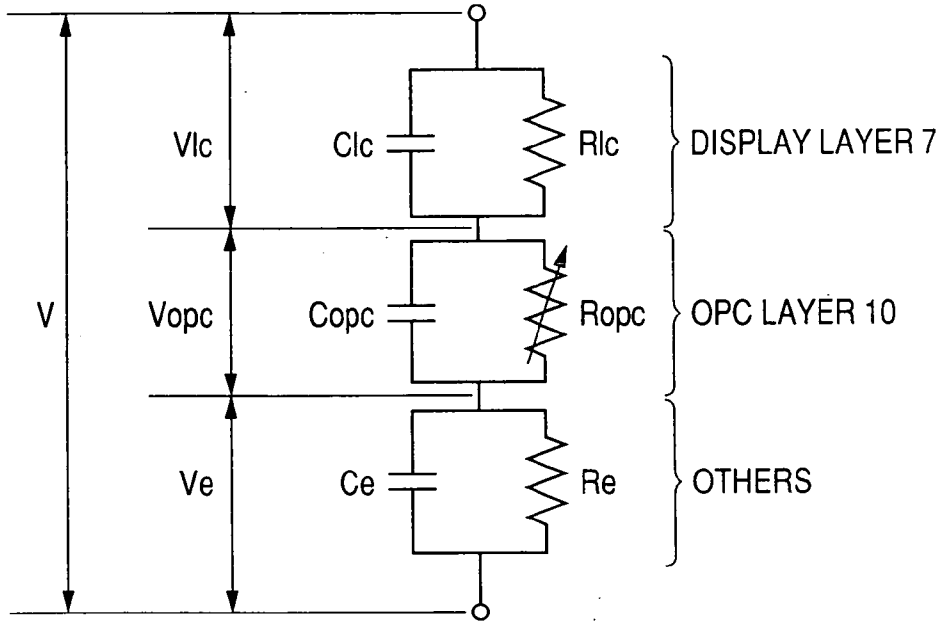 Vlc
Clc
Rlc
DISPLAY LAYER 7
V
Vopc
Copc
Ropc
OPC LAYER 10
Ve
Ce
Re
OTHERS